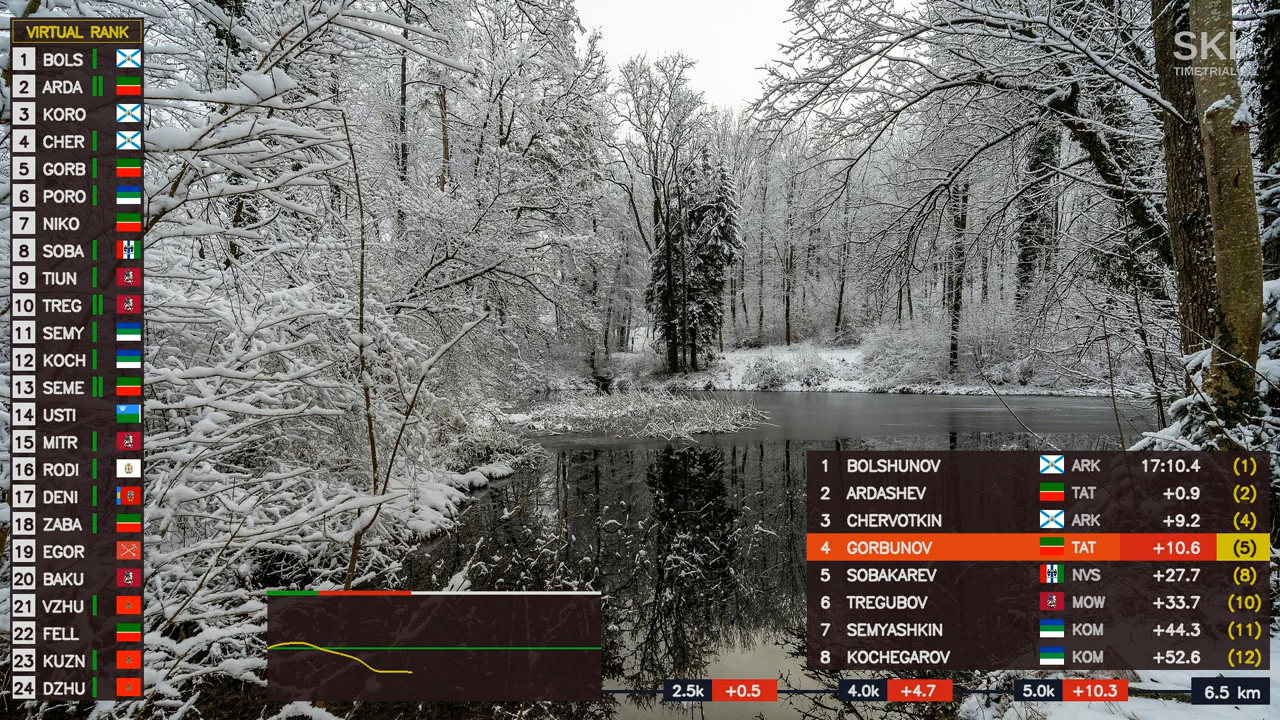 VIRTUAL RANK
1 BOLS
2 ARDA
3 KORO
4 CHER
5 GORB
6 PORO
7 NIKO
8 SOBA
9 TIUN
10 TREG
11 SEMY
12 KOCH
13 SEME
14 USTI
15 MITR
16 RODI
17 DENI
18 ZABA
19 EGOR
20 BAKU
21 VZHU
22 FELL
23 KUZN
24 DZHU
SKI
TIMETRIAL
1 BOLSHUNOV ARK 17:10.4 (1)
2 ARDASHEV TAT +0.9 (2)
3 CHERVOTKIN ARK +9.2 (4)
4 GORBUNOV TAT +10.6 (5)
5 SOBAKAREV NVS +27.7 (8)
6 TREGUBOV MOW +33.7 (10)
7 SEMYASHKIN KOM +44.3 (11)
8 KOCHEGAROV KOM +52.6 (12)
2.5k +0.5 4.0k +4.7 5.0k +10.3 6.5 km